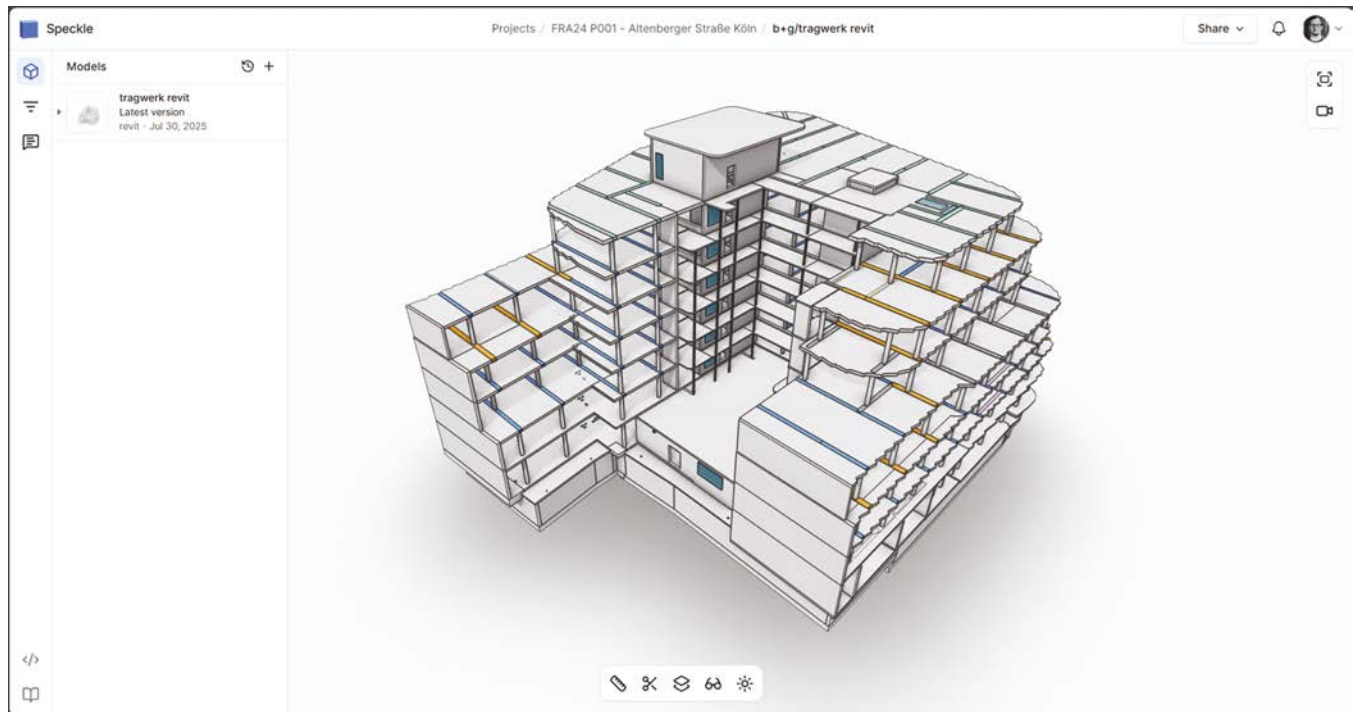 Speckle
Projects / FRA24 P001 - Altenberger Straße Köln / b+g/tragwerk revit
Share
Models
tragwerk revit
Latest version
revit - Jul 30, 2025